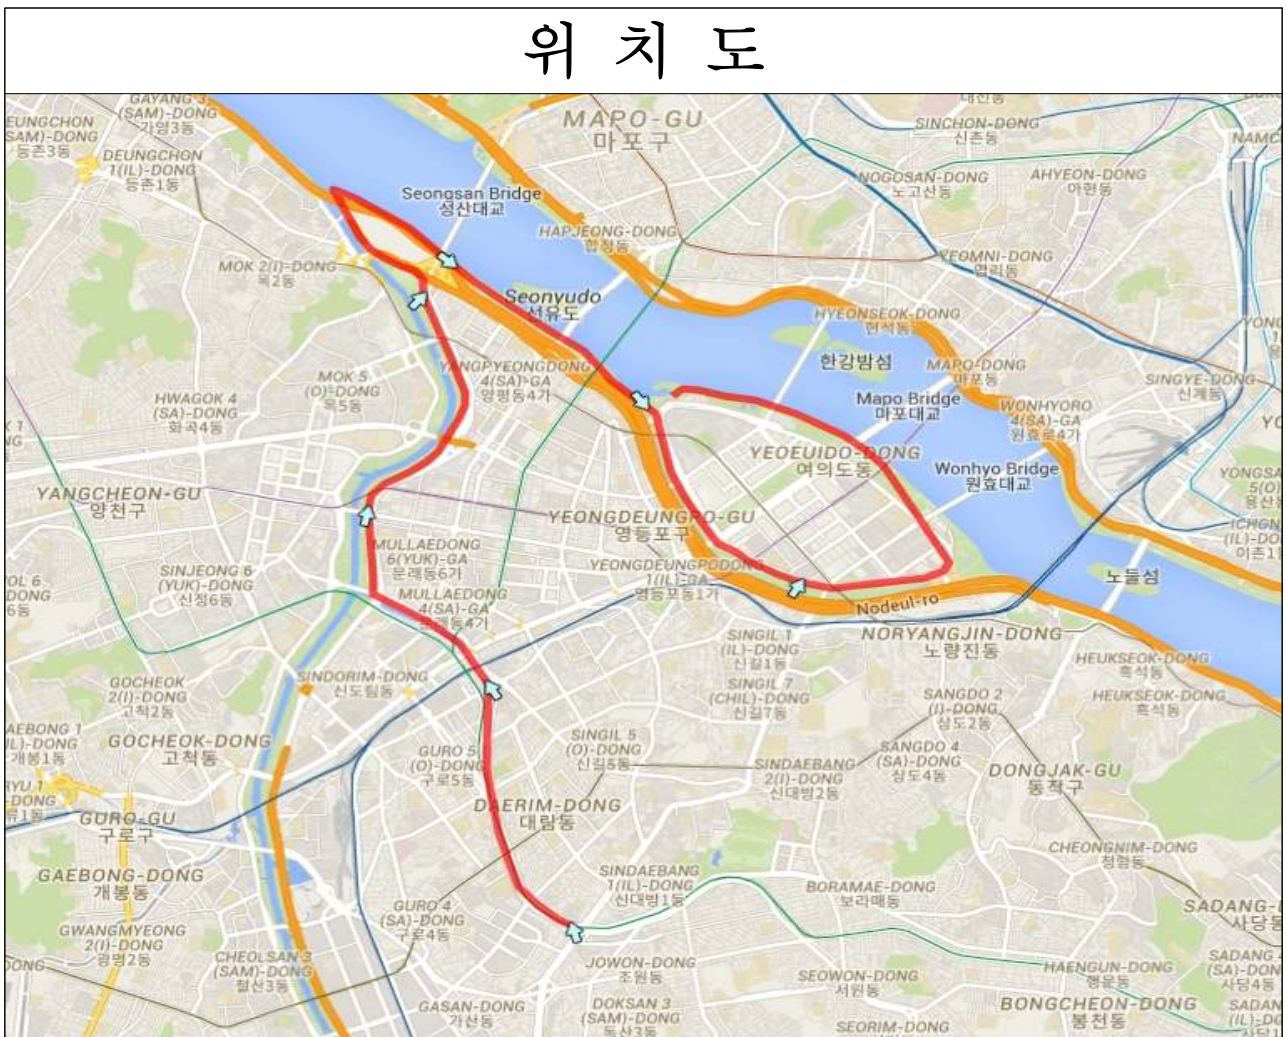 위 치 도
GAYANG 3
(SAM)-DONG
가양3동
DEUNGCHON
1(IL)-DONG
등촌1동
등촌3동
MAPO-GU
마포구
SINCHON-DONG
신촌동
NOGOSAN-DONG
노고산동
AHYEON-DONG
아현동
Seongsan Bridge
성산대교
HAPJEONG-DONG
합정동
YEOMNI-DONG
염리동
MOK 2(I)-DONG
목2동
Seonyudo
선유도
HYEONSEOK-DONG
현석동
한강밤섬
MAPO-DONG
마포동
YANGPYEONGDONG
4(SA)-GA
양평동4가
MOK 5
(O)-DONG
목5동
HWAGOK 4
(SA)-DONG
화곡4동
Mapo Bridge
마포대교
WONHYORO
4(SA)-GA
원효로4가
SINGYE-DONG
신계동
YEOEUIDO-DONG
여의도동
Wonhyo Bridge
원효대교
YANGCHEON-GU
양천구
YEONGDEUNGPO-GU
영등포구
MULLAEDONG
6(YUK)-GA
문래동6가
YEONGDEUNGPODONG
1(IL)-GA
영등포동1가
SINJEONG 6
(YUK)-DONG
신정6동
MULLAEDONG
4(SA)-GA
문래동4가
노들섬
Nodeul-ro
SINGIL 1
(IL)-DONG
신길1동
NORYANGJIN-DONG
노량진동
HEUKSEOK-DONG
흑석동
SINDORIM-DONG
신도림동
GOCHEOK
2(I)-DONG
고척2동
SINGIL 7
(CHIL)-DONG
신길7동
SANGDO 2
(I)-DONG
상도2동
HEUKSEOK-DONG
흑석동
GOCHEOK-DONG
고척동
GURO 5
(O)-DONG
구로5동
SINGIL 5
(O)-DONG
신길5동
SINDAEBANG
2(I)-DONG
신대방2동
SANGDO 4
(SA)-DONG
상도4동
DONGJAK-GU
동작구
GURO-GU
구로구
DAERIM-DONG
대림동
CHEONGNIM-DONG
청림동
GAEBONG-DONG
개봉동
SINDAEBANG
1(IL)-DONG
신대방1동
BORAMAE-DONG
보라매동
GURO 4
(SA)-DONG
구로4동
GWANGMYEONG
2(I)-DONG
광명2동
CHEOLSAN 3
(SAM)-DONG
철산3동
JOWON-DONG
조원동
SEOWON-DONG
서원동
HAENGUN-DONG
행운동
GASAN-DONG
가산동
DOKSAN 3
(SAM)-DONG
독산3동
BONGCHEON-DONG
봉천동
SEORIM-DONG